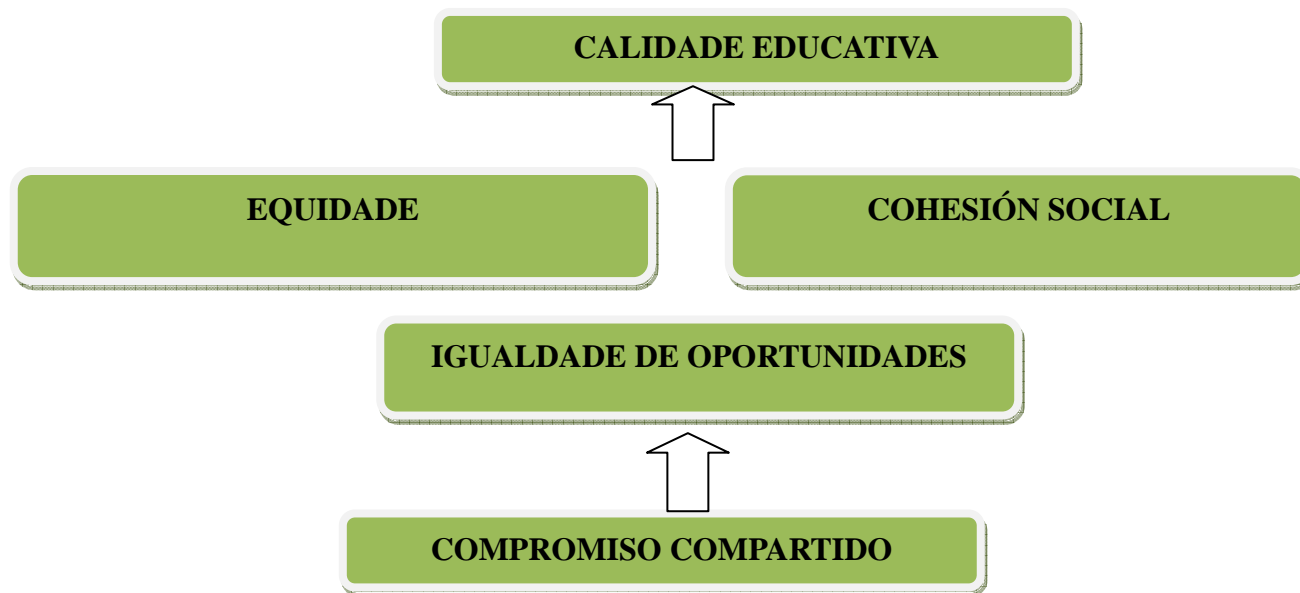 CALIDADE EDUCATIVA
EQUIDADE
COHESIÓN SOCIAL
IGUALDADE DE OPORTUNIDADES
COMPROMISO COMPARTIDO